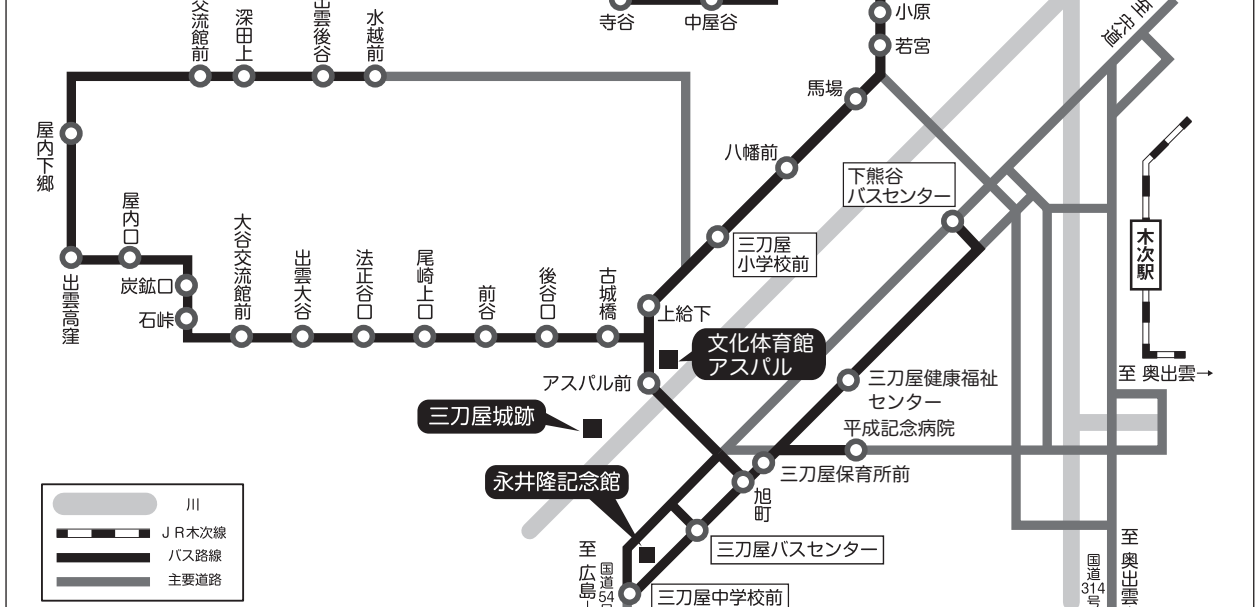 交流館前
深田上
出雲後谷
水越前
寺谷
中屋谷
小原
若宮
至 宍道
馬場
八幡前
下熊谷
バスセンター
屋内下郷
屋内口
三刀屋
小学校前
木次駅
出雲高窪
炭鉱口
石峠
大谷交流館前
出雲大谷
法正谷口
尾崎上口
前谷
後谷口
古城橋
上給下
文化体育館
アスパル
至 奥出雲→
アスパル前
三刀屋健康福祉
センター
三刀屋城跡
平成記念病院
三刀屋保育所前
永井隆記念館
旭町
川
JR木次線
バス路線
主要道路
三刀屋バスセンター
至 広島
国道54号
三刀屋中学校前
国道314号
至 奥出雲